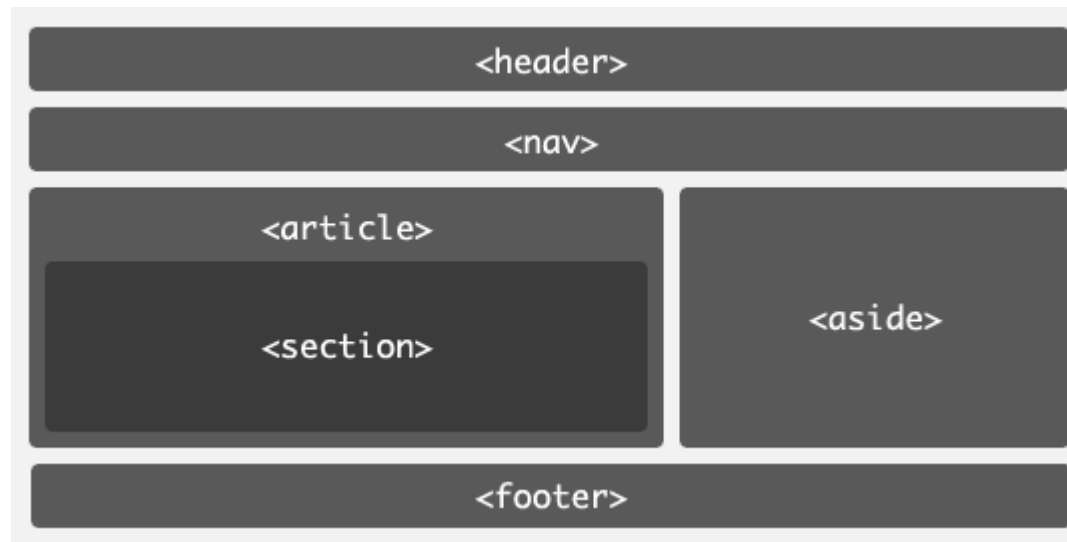 <header>
<nav>
<article>
<section>
<aside>
<footer>